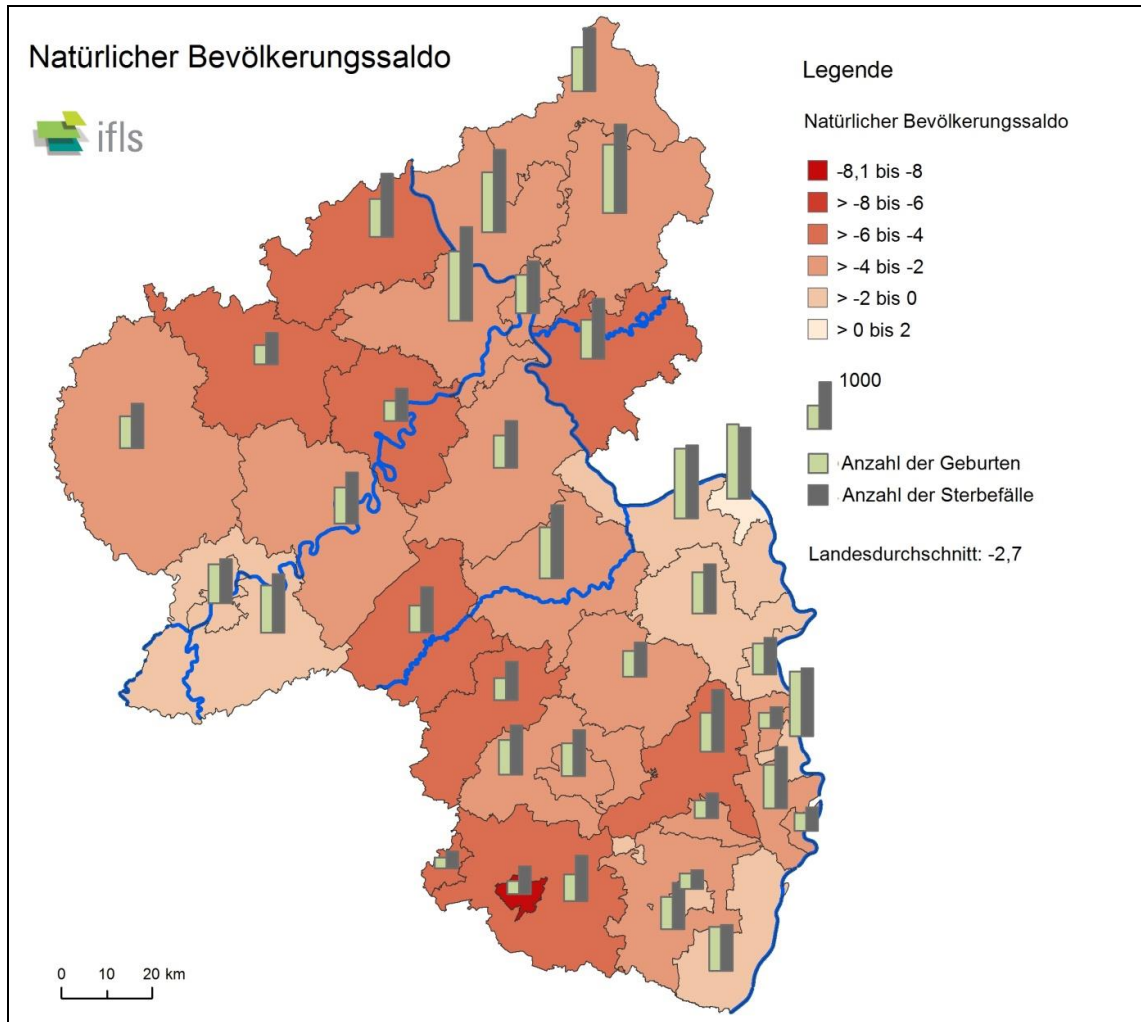 Natürlicher Bevölkerungssaldo
ifls
Legende
Natürlicher Bevölkerungssaldo
-8,1 bis -8
> -8 bis -6
> -6 bis -4
> -4 bis -2
> -2 bis 0
> 0 bis 2
1000
Anzahl der Geburten
Anzahl der Sterbefälle
Landesdurchschnitt: -2,7
0 10 20 km